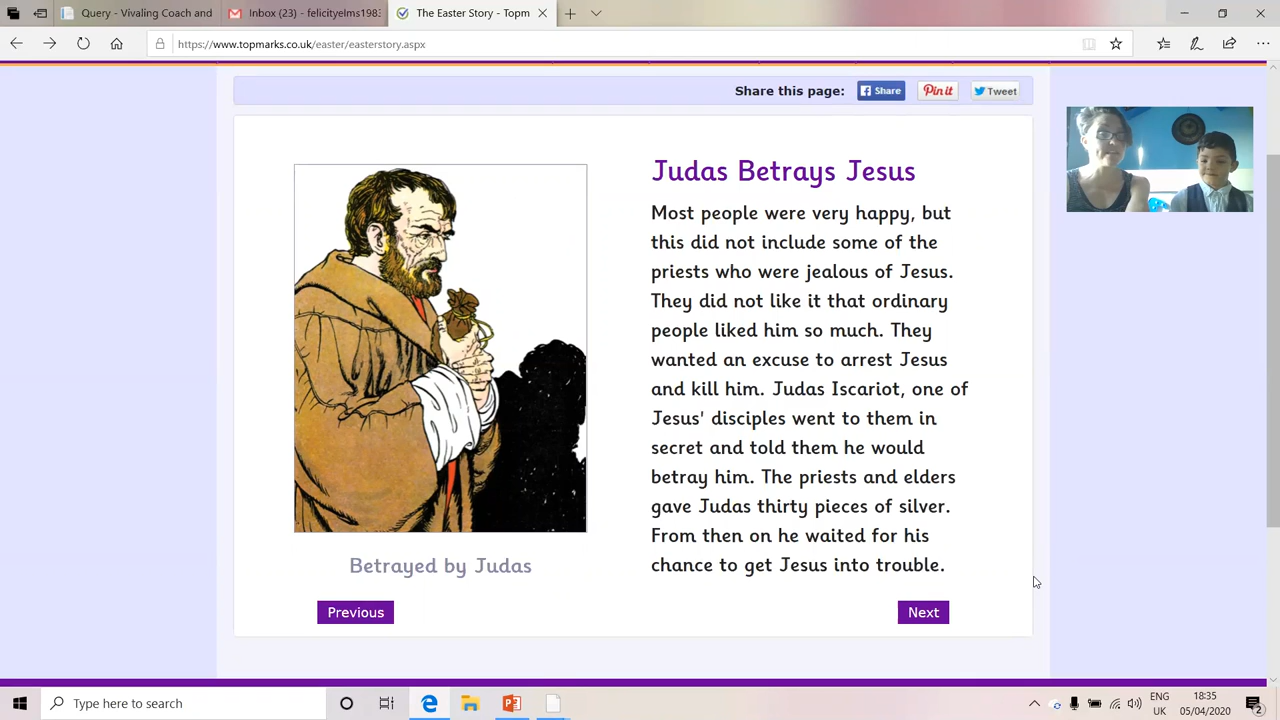 Query - Vivaling Coach and
Inbox (23) - felicityelms1983
The Easter Story - Topm
https://www.topmarks.co.uk/easter/easterstory.aspx
Share this page:
Share
Pin it
Tweet
Judas Betrays Jesus
Most people were very happy, but
this did not include some of the
priests who were jealous of Jesus.
They did not like it that ordinary
people liked him so much. They
wanted an excuse to arrest Jesus
and kill him. Judas Iscariot, one of
Jesus' disciples went to them in
secret and told them he would
betray him. The priests and elders
gave Judas thirty pieces of silver.
From then on he waited for his
chance to get Jesus into trouble.
Betrayed by Judas
Previous
Next
Type here to search
ENG
UK
18:35
05/04/2020
2